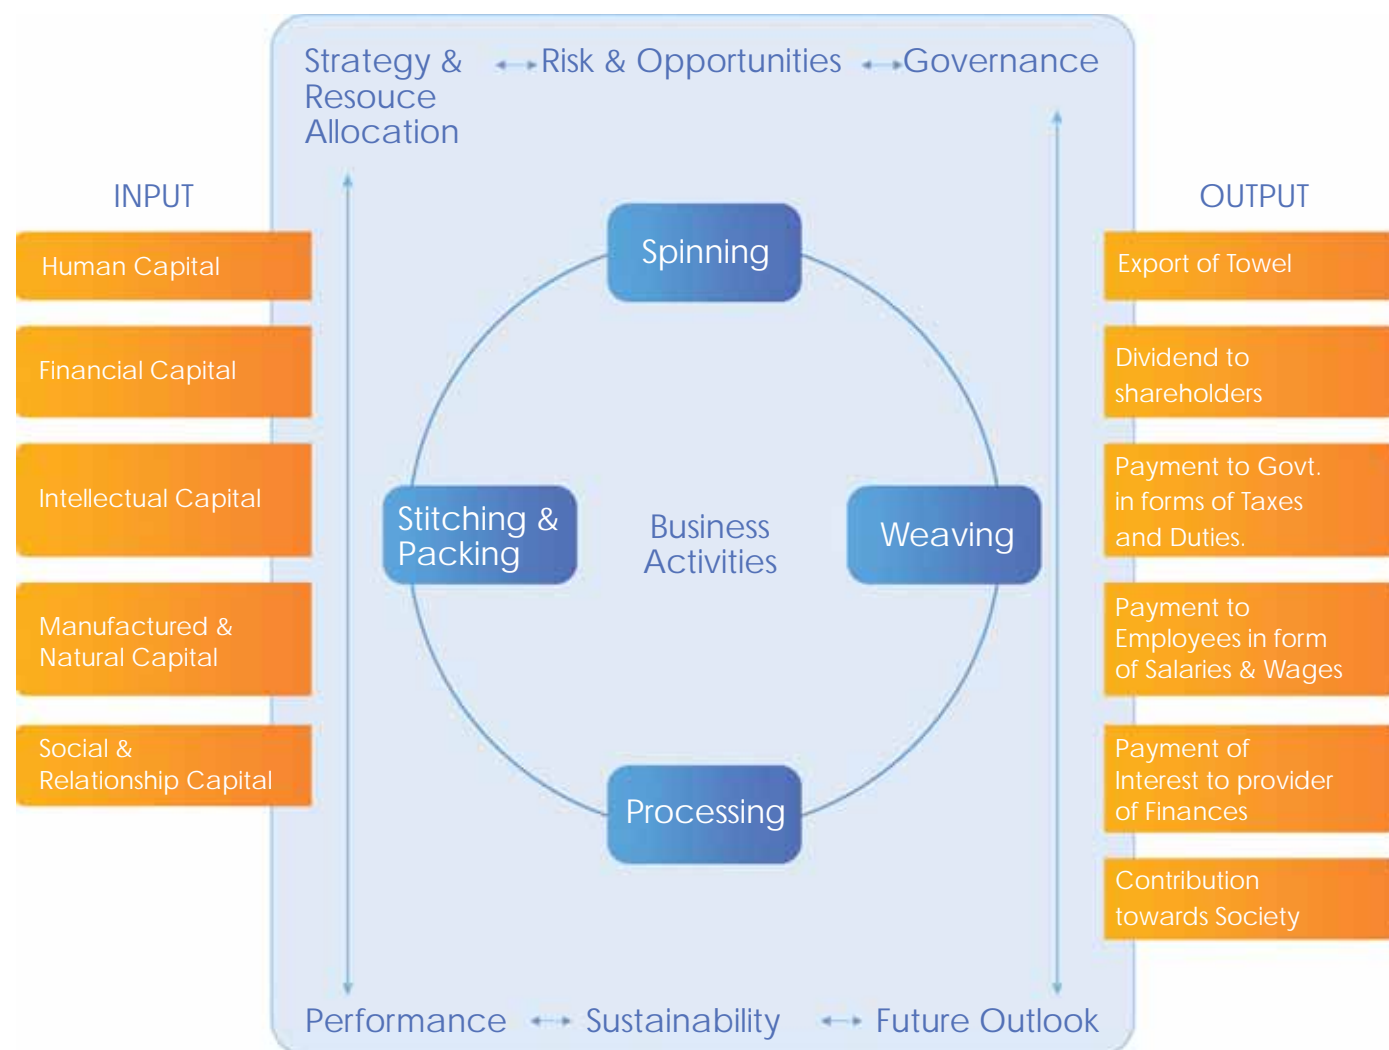 Strategy &
Resouce
Allocation
Risk & Opportunities
Governance
INPUT
Human Capital
Financial Capital
Intellectual Capital
Manufactured &
Natural Capital
Social &
Relationship Capital
Spinning
Stitching &
Packing
Business
Activities
Weaving
Processing
OUTPUT
Export of Towel
Dividend to
shareholders
Payment to Govt.
in forms of Taxes
and Duties.
Payment to
Employees in form
of Salaries & Wages
Payment of
Interest to provider
of Finances
Contribution
towards Society
Performance
Sustainability
Future Outlook